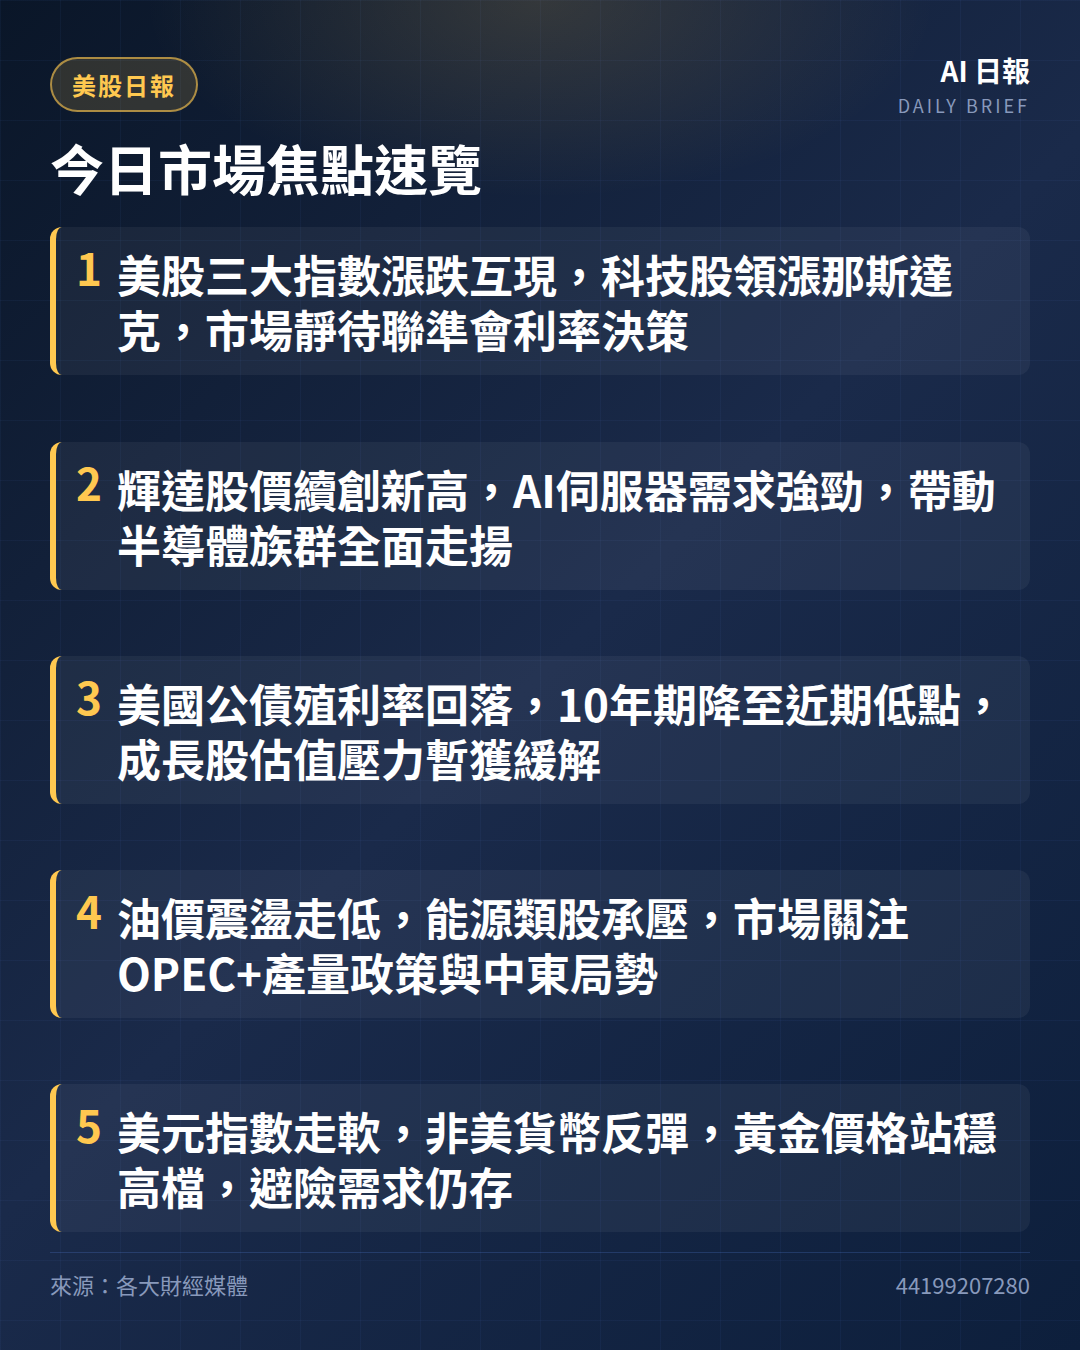 美股日報
AI 日報
DAILY BRIEF
今日市場焦點速覽
1 美股三大指數漲跌互現，科技股領漲那斯達
克，市場靜待聯準會利率決策
2 輝達股價續創新高，AI伺服器需求強勁，帶動
半導體族群全面走揚
3 美國公債殖利率回落，10年期降至近期低點，
成長股估值壓力暫獲緩解
4 油價震盪走低，能源類股承壓，市場關注
OPEC+產量政策與中東局勢
5 美元指數走軟，非美貨幣反彈，黃金價格站穩
高檔，避險需求仍存
來源：各大財經媒體
44199207280